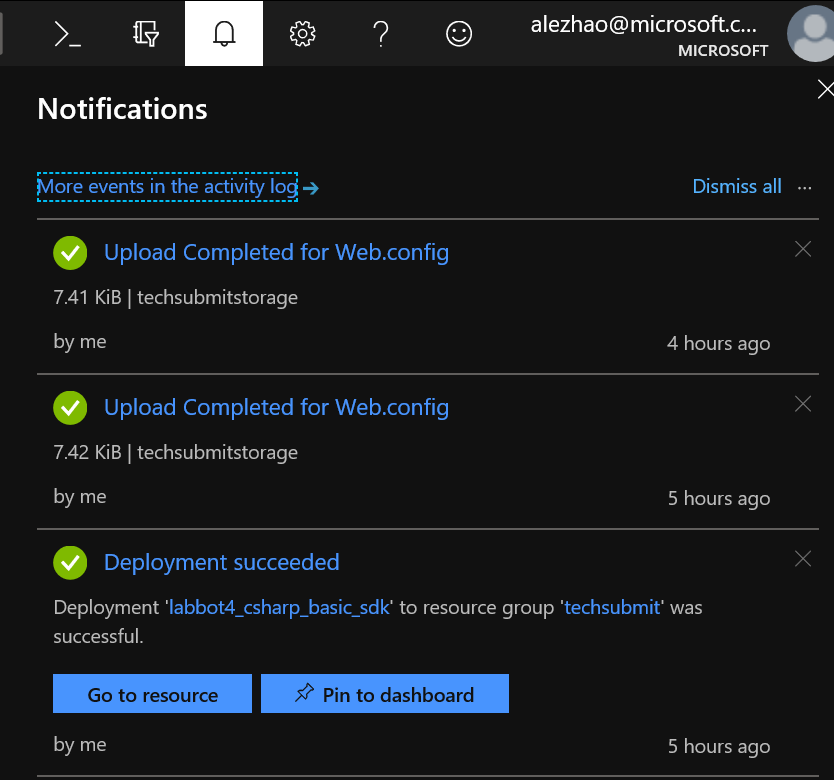 alezhao@microsoft.c...
MICROSOFT
Notifications
More events in the activity log →
Dismiss all ...
Upload Completed for Web.config
7.41 KiB | techsubmitstorage
by me
4 hours ago
Upload Completed for Web.config
7.42 KiB | techsubmitstorage
by me
5 hours ago
Deployment succeeded
Deployment 'labbot4_csharp_basic_sdk' to resource group 'techsubmit' was
successful.
Go to resource
Pin to dashboard
by me
5 hours ago